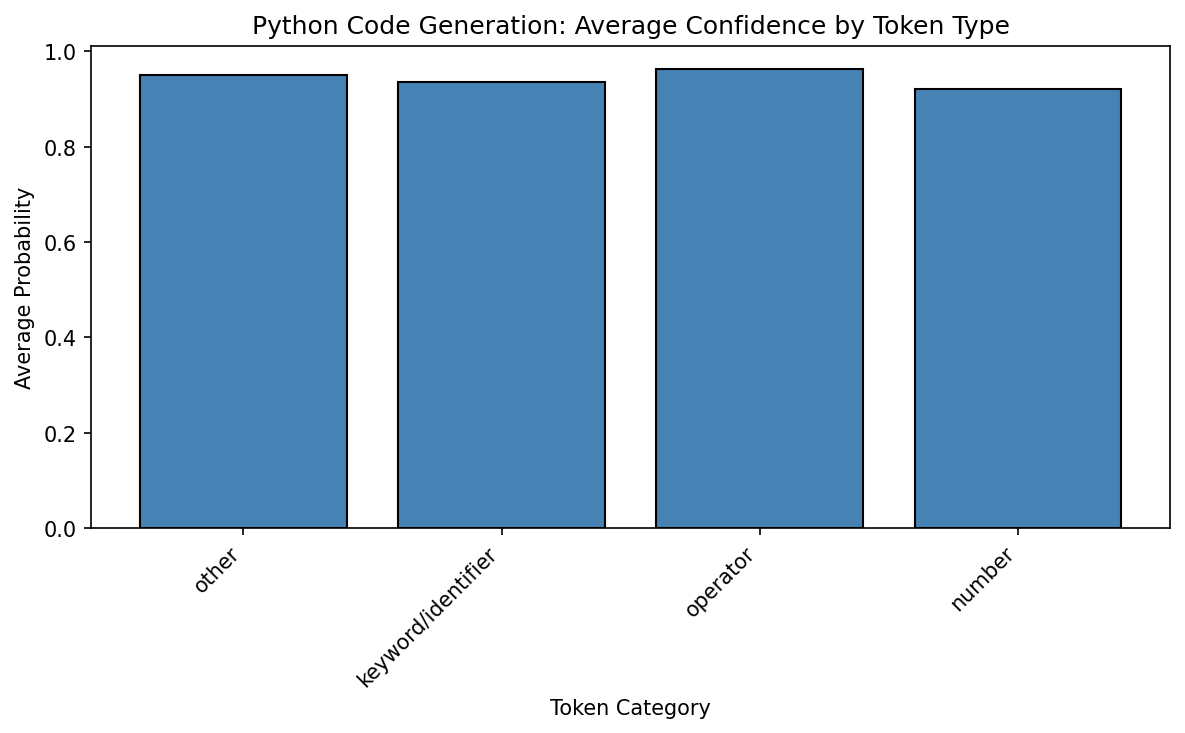 Python Code Generation: Average Confidence by Token Type
Average Probability
1.0
0.8
0.6
0.4
0.2
0.0
other
keyword/identifier
operator
number
Token Category